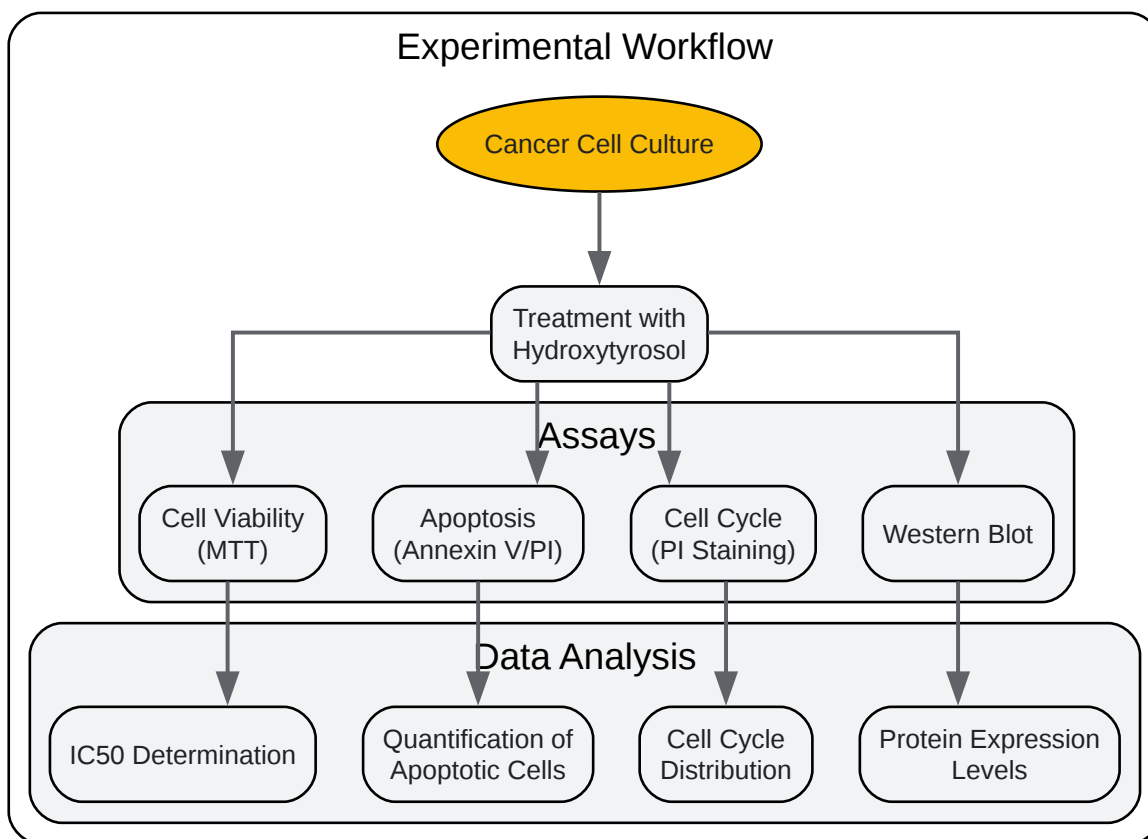 Experimental Workflow
Cancer Cell Culture
Treatment with
Hydroxytyrosol
Assays
Cell Viability
(MTT)
Apoptosis
(Annexin V/PI)
Cell Cycle
(PI Staining)
Western Blot
Data Analysis
IC50 Determination
Quantification of
Apoptotic Cells
Cell Cycle
Distribution
Protein Expression
Levels